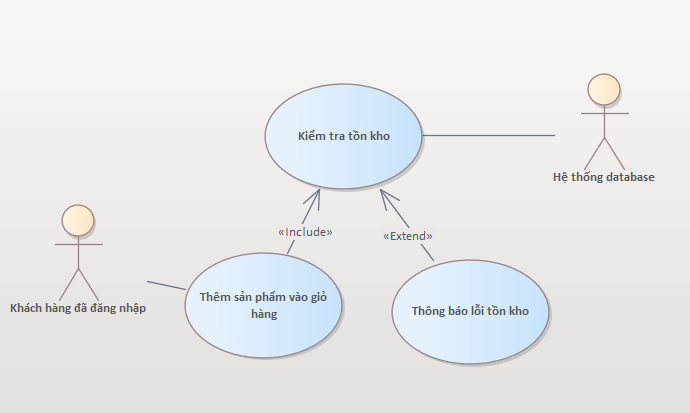 Kiểm tra tồn kho
Hệ thống database
«Include»
«Extend»
Khách hàng đã đăng nhập
Thêm sản phẩm vào giỏ
hàng
Thông báo lỗi tồn kho